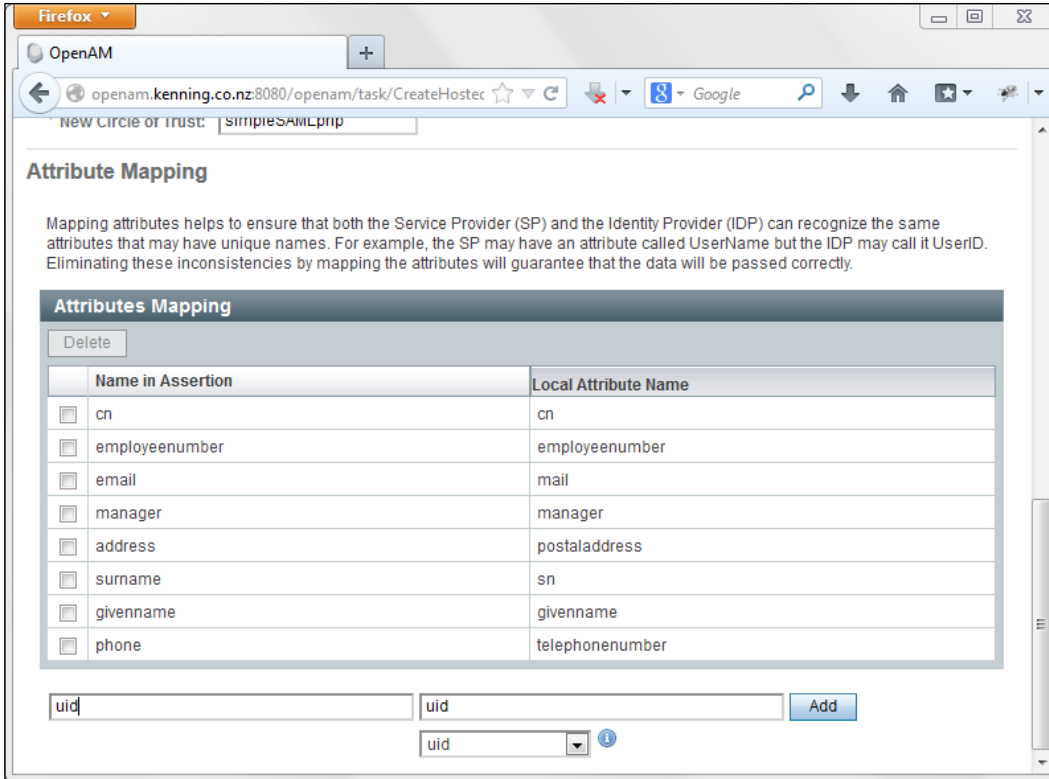 Firefox
OpenAM
openam.kenning.co.nz:8080/openam/task/CreateHosted
Google
* New Circle of Trust: simpleSAMLphp
Attribute Mapping
Mapping attributes helps to ensure that both the Service Provider (SP) and the Identity Provider (IDP) can recognize the same
attributes that may have unique names. For example, the SP may have an attribute called UserName but the IDP may call it UserID.
Eliminating these inconsistencies by mapping the attributes will guarantee that the data will be passed correctly.
Attributes Mapping
Delete
Name in Assertion Local Attribute Name
cn cn
employeenumber employeenumber
email mail
manager manager
address postaladdress
surname sn
givenname givenname
phone telephonenumber
uid uid Add
uid